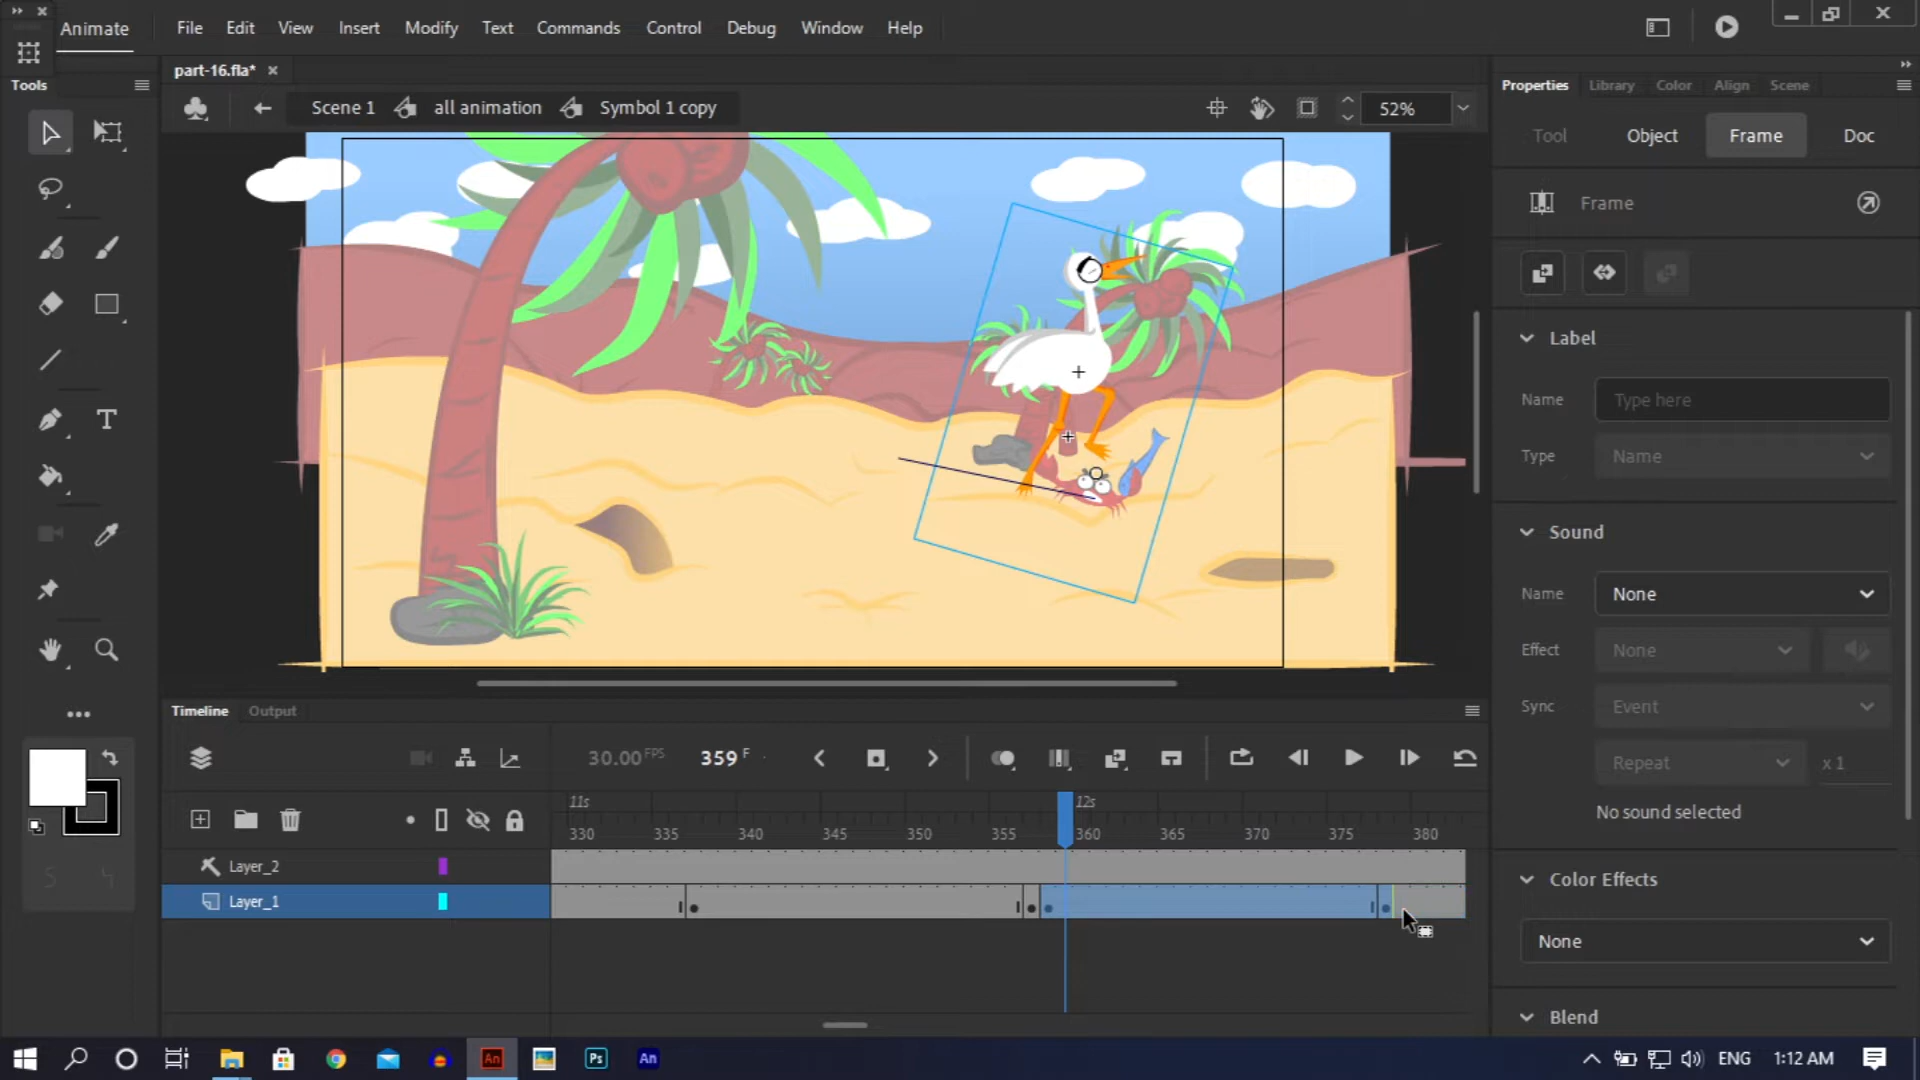 Animate File Edit View Insert Modify Text Commands Control Debug Window Help
part-16.fla*
Tools
Scene 1 all animation Symbol 1 copy 52%
Properties Library Color Align Scene
Tool Object Frame Doc
Frame
Label
Name Type here
Type Name
Sound
Name None
Effect None
Sync Event
Repeat x 1
No sound selected
Color Effects
None
Blend
Timeline Output
30.00 FPS 359 F
11s 12s
330 335 340 345 350 355 360 365 370 375 380
Layer_2
Layer_1
An Ps An ENG 1:12 AM